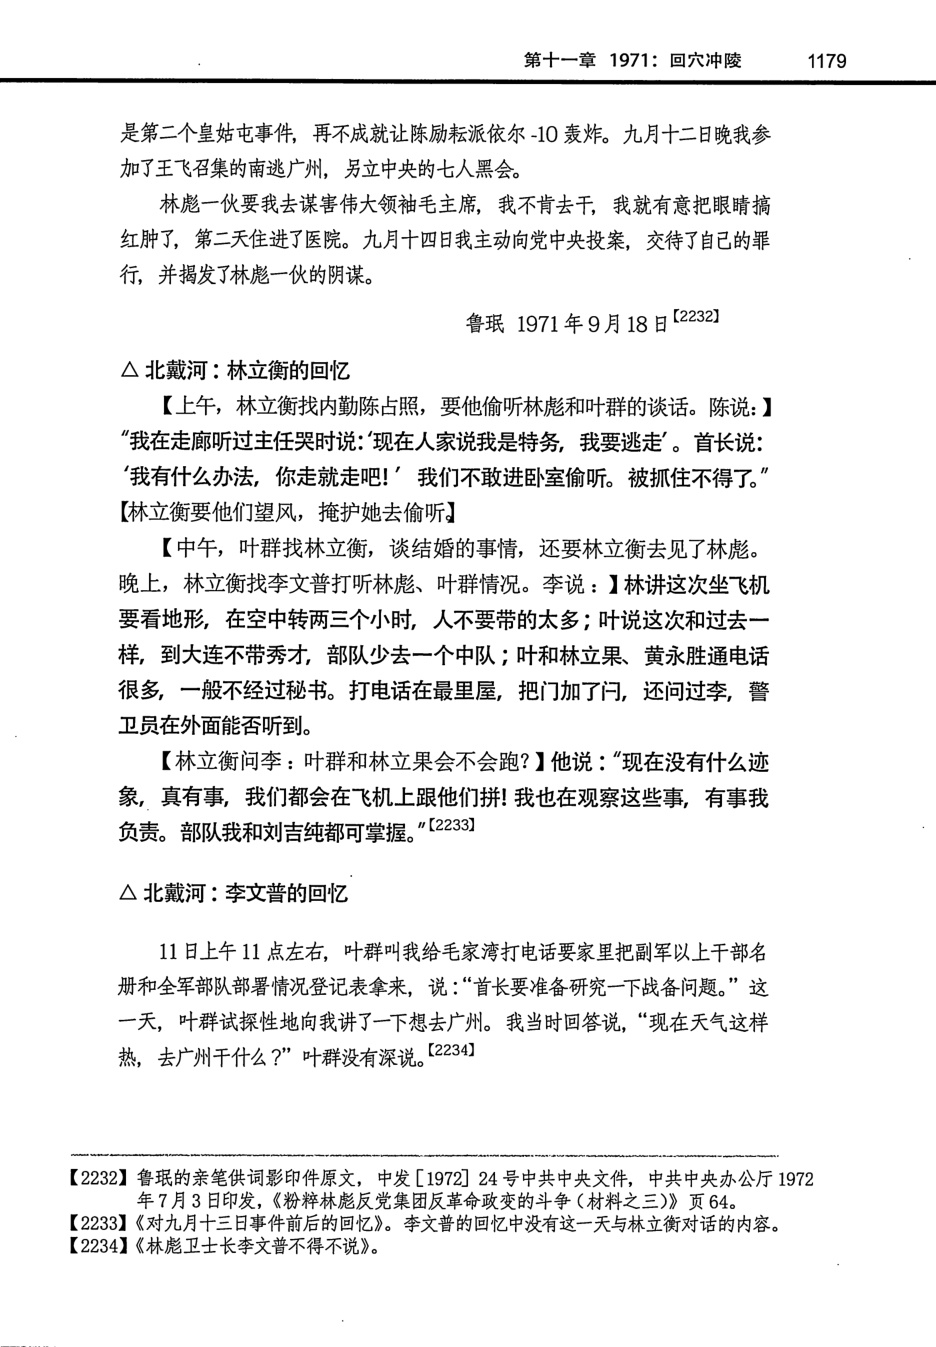 第十一章 1971：回穴冲陵 1179
是第二个皇姑屯事件，再不成就让陈励耘派依尔-10轰炸。九月十二日晚我参
加了王飞召集的南逃广州，另立中央的七人黑会。
林彪一伙要我去谋害伟大领袖毛主席，我不肯去干，我就有意把眼睛搞
红肿了，第二天住进了医院。九月十四日我主动向党中央投案，交待了自己的罪
行，并揭发了林彪一伙的阴谋。
鲁珉 1971年9月18日【2232】
△ 北戴河：林立衡的回忆
【上午，林立衡找内勤陈占照，要他偷听林彪和叶群的谈话。陈说：】
“我在走廊听过主任哭时说：‘现在人家说我是特务，我要逃走’。首长说：
‘我有什么办法，你走就走吧！’我们不敢进卧室偷听。被抓住不得了。”
【林立衡要他们望风，掩护她去偷听】
【中午，叶群找林立衡，谈结婚的事情，还要林立衡去见了林彪。
晚上，林立衡找李文普打听林彪、叶群情况。李说：】林讲这次坐飞机
要看地形，在空中转两三个小时，人不要带的太多；叶说这次和过去一
样，到大连不带秀才，部队少去一个中队；叶和林立果、黄永胜通电话
很多，一般不经过秘书。打电话在最里屋，把门加了闩，还问过李，警
卫员在外面能否听到。
【林立衡问李：叶群和林立果会不会跑？】他说：“现在没有什么迹
象，真有事，我们都会在飞机上跟他们拼！我也在观察这些事，有事我
负责。部队我和刘吉纯都可掌握。”【2233】
△ 北戴河：李文普的回忆
11日上午11点左右，叶群叫我给毛家湾打电话要家里把副军以上干部名
册和全军部队部署情况登记表拿来，说：“首长要准备研究一下战备问题。”这
一天，叶群试探性地向我讲了一下想去广州。我当时回答说，“现在天气这样
热，去广州干什么？”叶群没有深说。【2234】
【2232】鲁珉的亲笔供词影印件原文，中发［1972］24号中共中央文件，中共中央办公厅1972
年7月3日印发，《粉粹林彪反党集团反革命政变的斗争（材料之三）》页64。
【2233】《对九月十三日事件前后的回忆》。李文普的回忆中没有这一天与林立衡对话的内容。
【2234】《林彪卫士长李文普不得不说》。